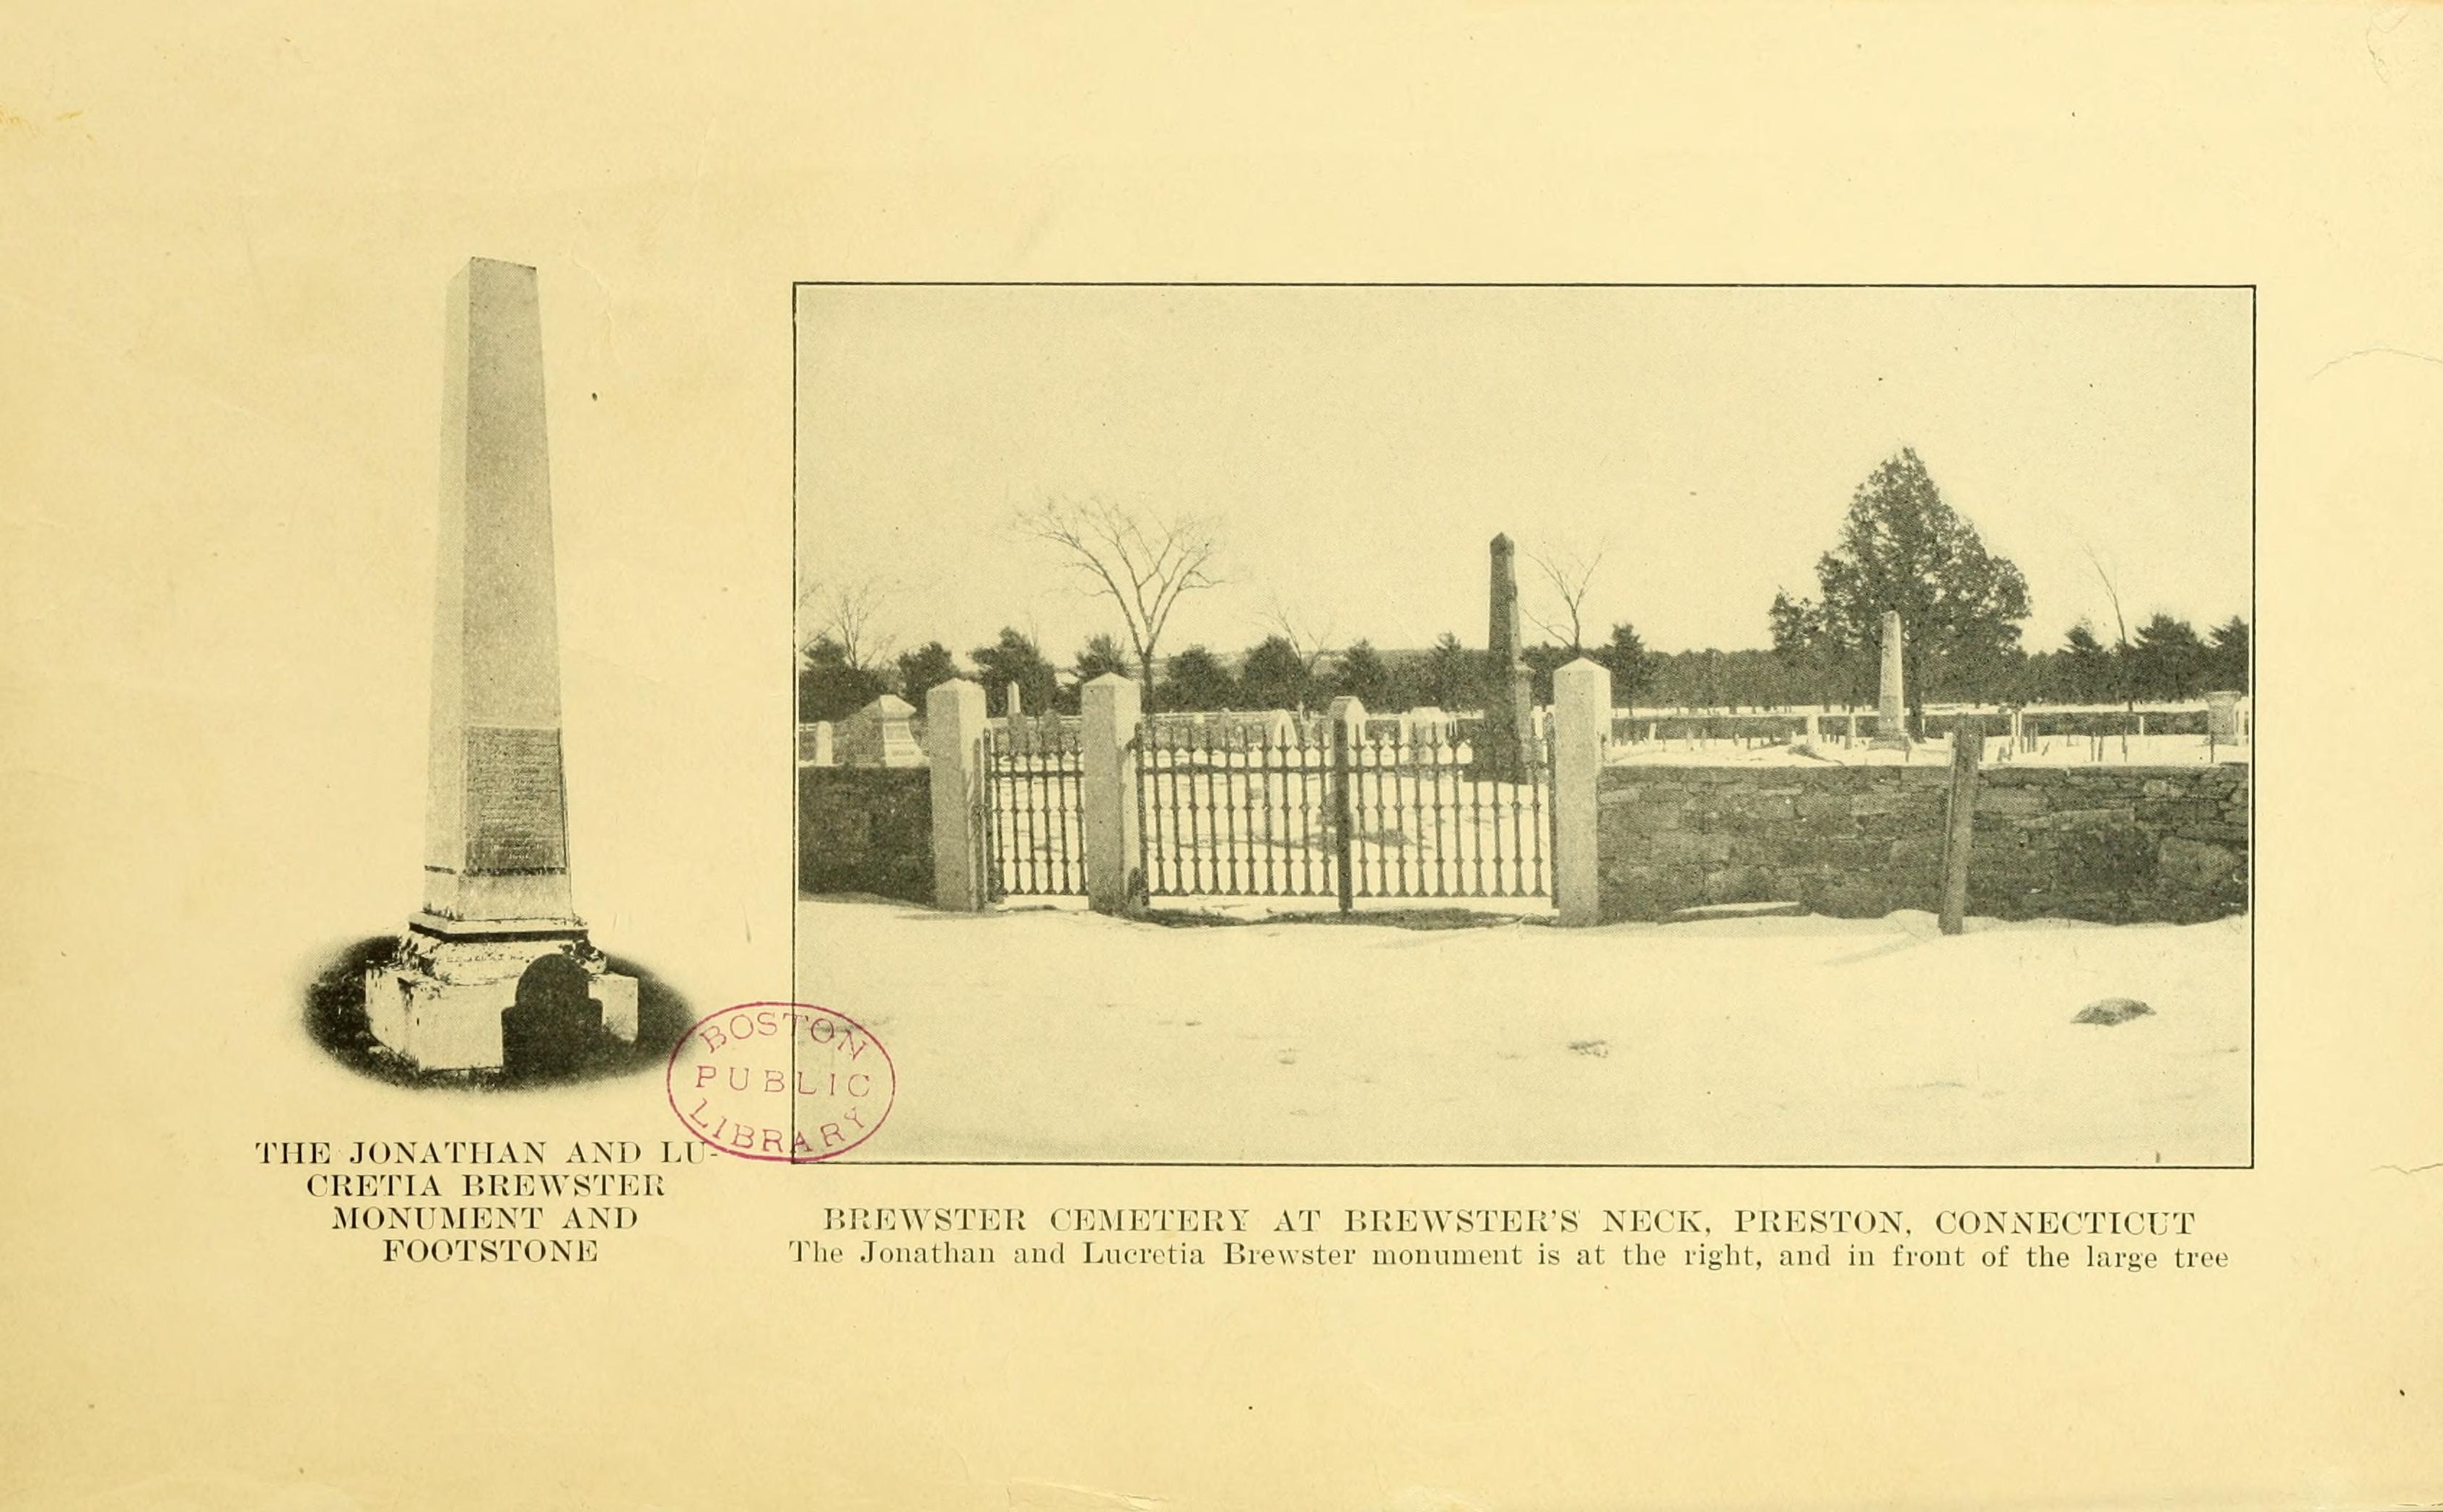 BOSTON
PUBLIC
LIBRARY
THE JONATHAN AND LU-
CRETIA BREWSTER
MONUMENT AND
FOOTSTONE
BREWSTER CEMETERY AT BREWSTER'S NECK, PRESTON, CONNECTICUT
The Jonathan and Lucretia Brewster monument is at the right, and in front of the large tree